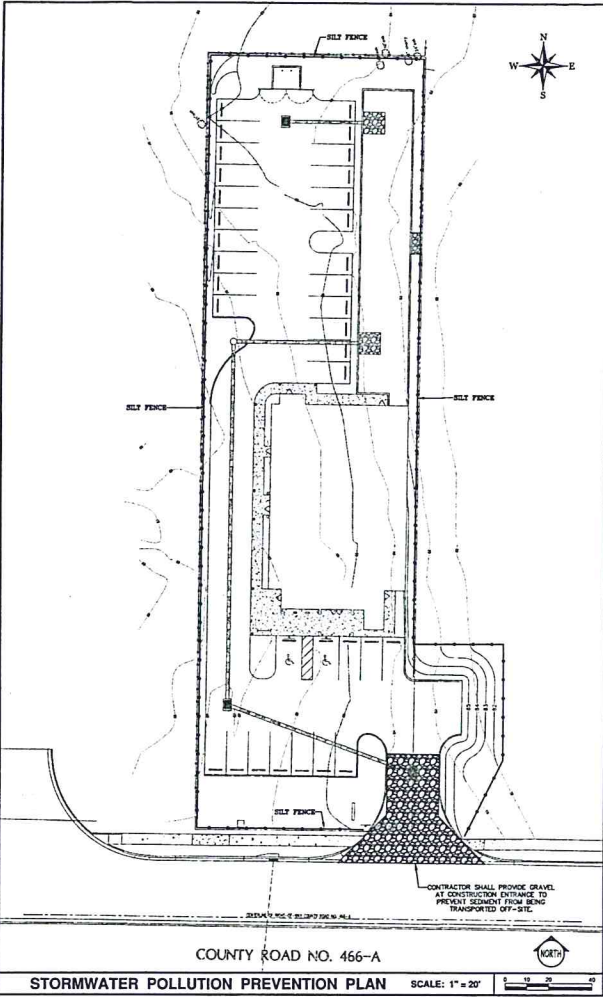 SILT FENCE
N
W E
S
SILT FENCE
SILT FENCE
SILT FENCE
CONTRACTOR SHALL PROVIDE GRAVEL
AT CONSTRUCTION ENTRANCE TO
PREVENT SEDIMENT FROM BEING
TRANSPORTED OFF-SITE.
COUNTY ROAD NO. 466-A
NORTH
STORMWATER POLLUTION PREVENTION PLAN SCALE: 1" = 20'
0 10 20 40